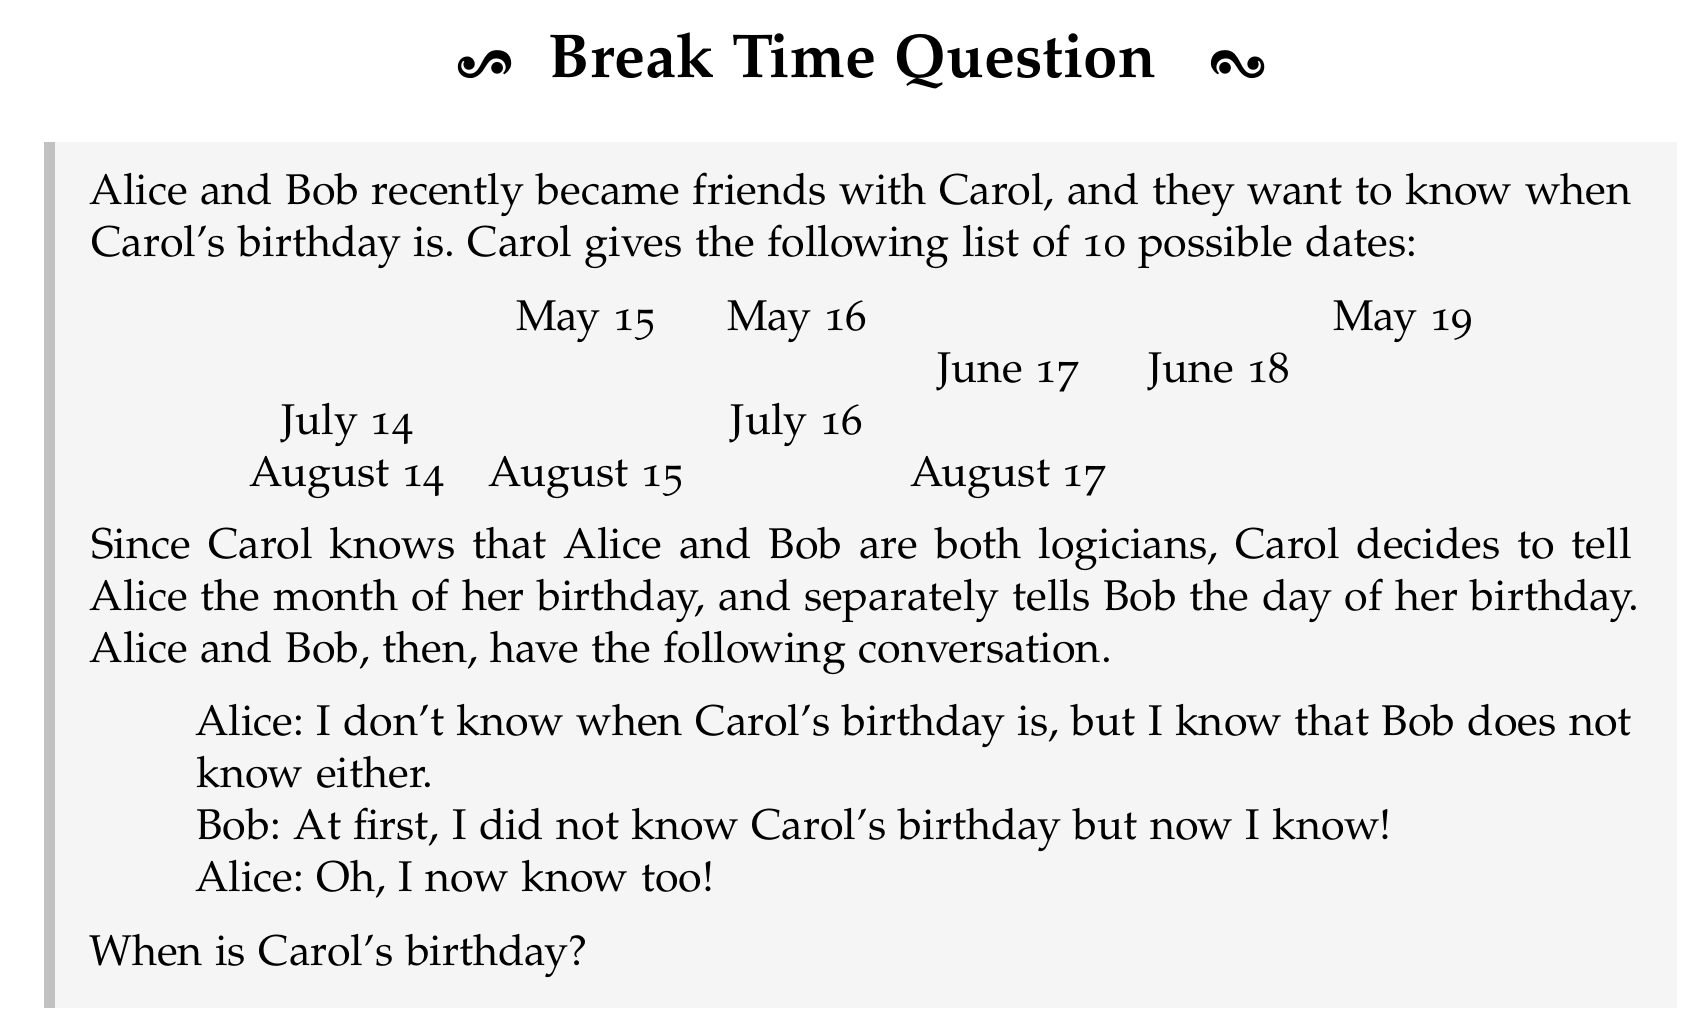 Break Time Question
Alice and Bob recently became friends with Carol, and they want to know when
Carol's birthday is. Carol gives the following list of 10 possible dates:
May 15 May 16 May 19
June 17 June 18
July 14 July 16
August 14 August 15 August 17
Since Carol knows that Alice and Bob are both logicians, Carol decides to tell
Alice the month of her birthday, and separately tells Bob the day of her birthday.
Alice and Bob, then, have the following conversation.
Alice: I don't know when Carol's birthday is, but I know that Bob does not
know either.
Bob: At first, I did not know Carol's birthday but now I know!
Alice: Oh, I now know too!
When is Carol's birthday?